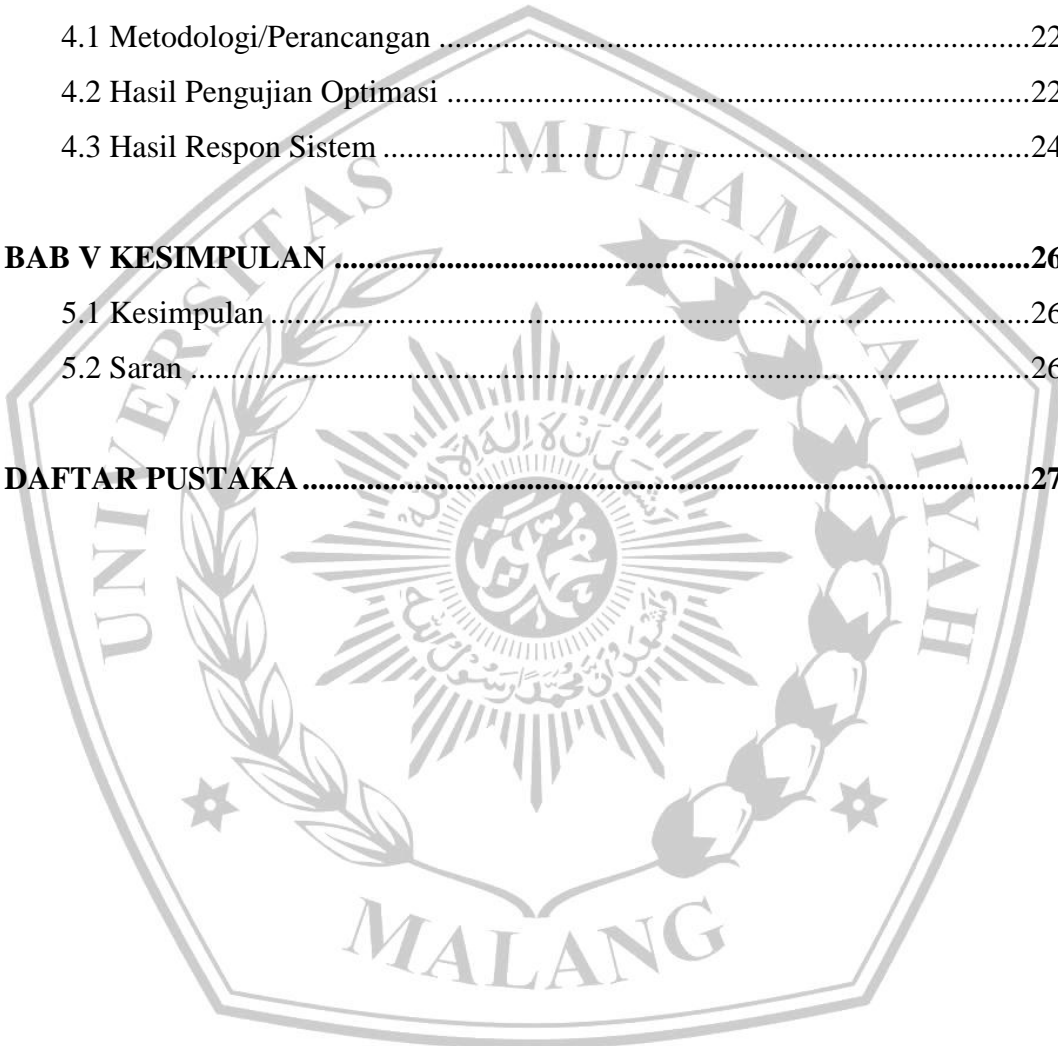 4.1 Metodologi/Perancangan ........................................................................22
4.2 Hasil Pengujian Optimasi .......................................................................22
4.3 Hasil Respon Sistem ................................................................................24
BAB V KESIMPULAN .....................................................................................26
5.1 Kesimpulan ..............................................................................................26
5.2 Saran .........................................................................................................26
DAFTAR PUSTAKA .........................................................................................27
UNIVERSITAS MUHAMMADIYAH
MALANG